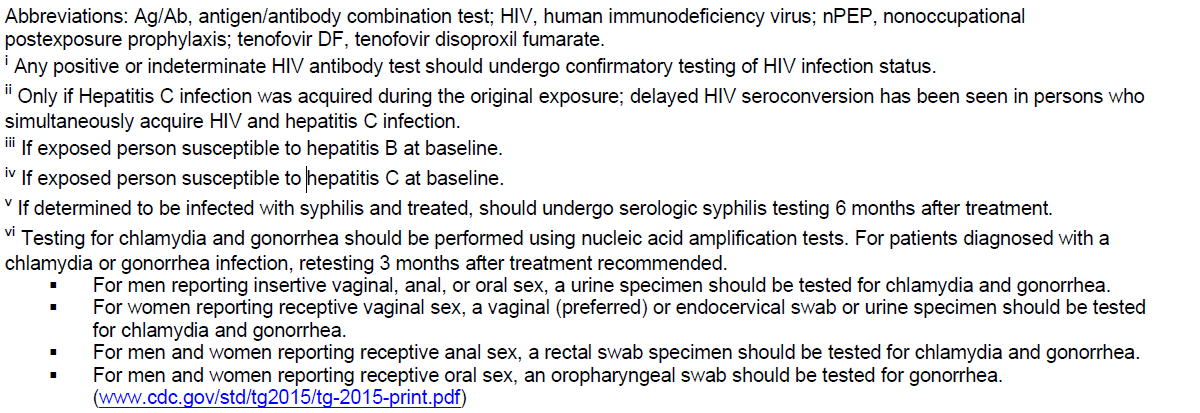 Abbreviations: Ag/Ab, antigen/antibody combination test; HIV, human immunodeficiency virus; nPEP, nonoccupational
postexposure prophylaxis; tenofovir DF, tenofovir disoproxil fumarate.
i Any positive or indeterminate HIV antibody test should undergo confirmatory testing of HIV infection status.
ii Only if Hepatitis C infection was acquired during the original exposure; delayed HIV seroconversion has been seen in persons who
simultaneously acquire HIV and hepatitis C infection.
iii If exposed person susceptible to hepatitis B at baseline.
iv If exposed person susceptible to hepatitis C at baseline.
v If determined to be infected with syphilis and treated, should undergo serologic syphilis testing 6 months after treatment.
vi Testing for chlamydia and gonorrhea should be performed using nucleic acid amplification tests. For patients diagnosed with a
chlamydia or gonorrhea infection, retesting 3 months after treatment recommended.
▪ For men reporting insertive vaginal, anal, or oral sex, a urine specimen should be tested for chlamydia and gonorrhea.
▪ For women reporting receptive vaginal sex, a vaginal (preferred) or endocervical swab or urine specimen should be tested
for chlamydia and gonorrhea.
▪ For men and women reporting receptive anal sex, a rectal swab specimen should be tested for chlamydia and gonorrhea.
▪ For men and women reporting receptive oral sex, an oropharyngeal swab should be tested for gonorrhea.
(www.cdc.gov/std/tg2015/tg-2015-print.pdf)